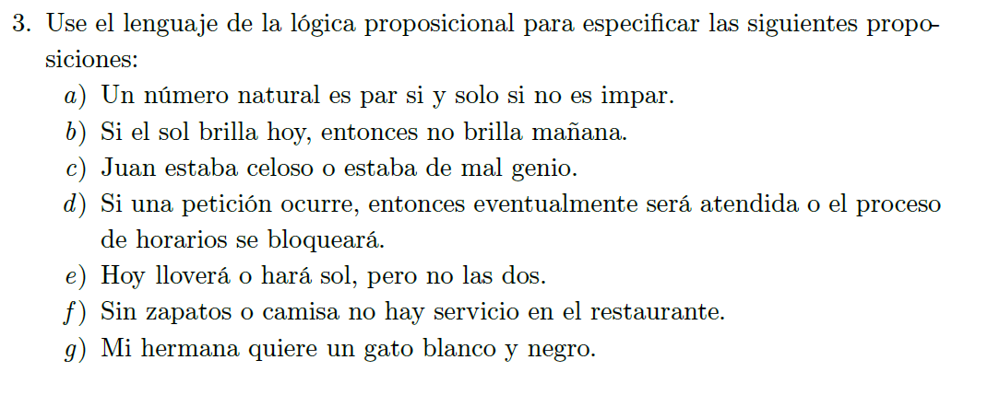 3. Use el lenguaje de la lógica proposicional para especificar las siguientes propo-
siciones:
a) Un número natural es par si y solo si no es impar.
b) Si el sol brilla hoy, entonces no brilla mañana.
c) Juan estaba celoso o estaba de mal genio.
d) Si una petición ocurre, entonces eventualmente será atendida o el proceso
de horarios se bloqueará.
e) Hoy lloverá o hará sol, pero no las dos.
f) Sin zapatos o camisa no hay servicio en el restaurante.
g) Mi hermana quiere un gato blanco y negro.